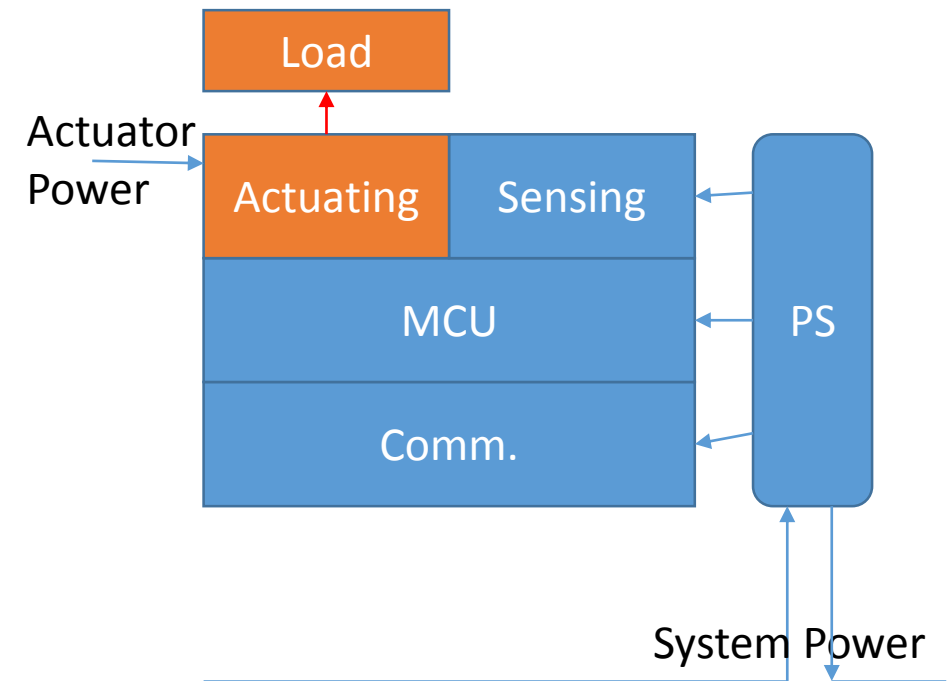 Load
Actuator
Power
Actuating
Sensing
MCU
PS
Comm.
System Power